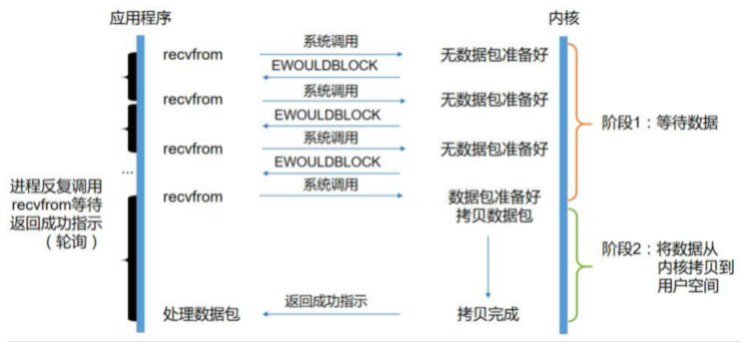 应用程序
内核
recvfrom
系统调用
无数据包准备好
EWOULDBLOCK
recvfrom
系统调用
无数据包准备好
EWOULDBLOCK
阶段1：等待数据
recvfrom
系统调用
无数据包准备好
EWOULDBLOCK
...
进程反复调用
recvfrom等待
返回成功指示
（轮询）
recvfrom
系统调用
数据包准备好
拷贝数据包
阶段2：将数据从
内核拷贝到
用户空间
处理数据包
返回成功指示
拷贝完成